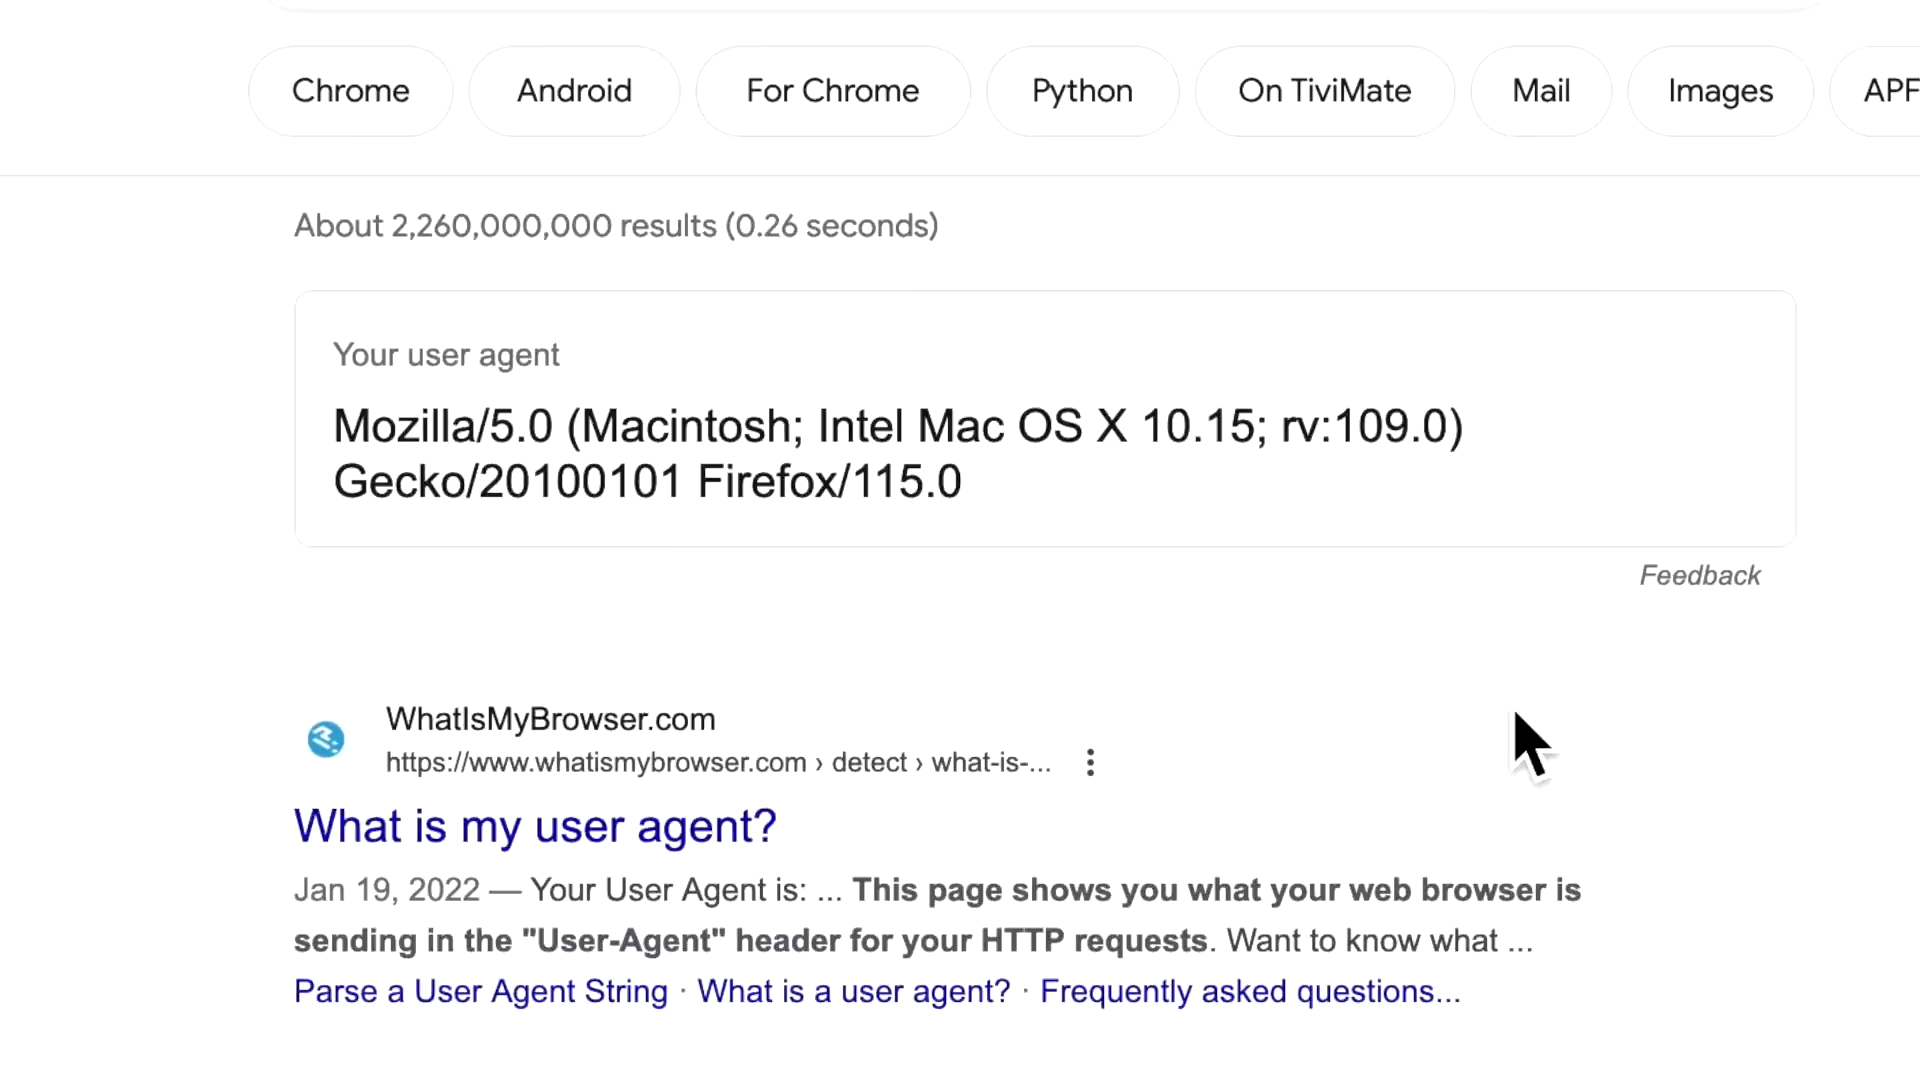 Chrome Android For Chrome Python On TiviMate Mail Images APF
About 2,260,000,000 results (0.26 seconds)
Your user agent
Mozilla/5.0 (Macintosh; Intel Mac OS X 10.15; rv:109.0)
Gecko/20100101 Firefox/115.0
Feedback
WhatIsMyBrowser.com
https://www.whatismybrowser.com › detect › what-is-...
What is my user agent?
Jan 19, 2022 — Your User Agent is: ... This page shows you what your web browser is
sending in the "User-Agent" header for your HTTP requests. Want to know what ...
Parse a User Agent String · What is a user agent? · Frequently asked questions...